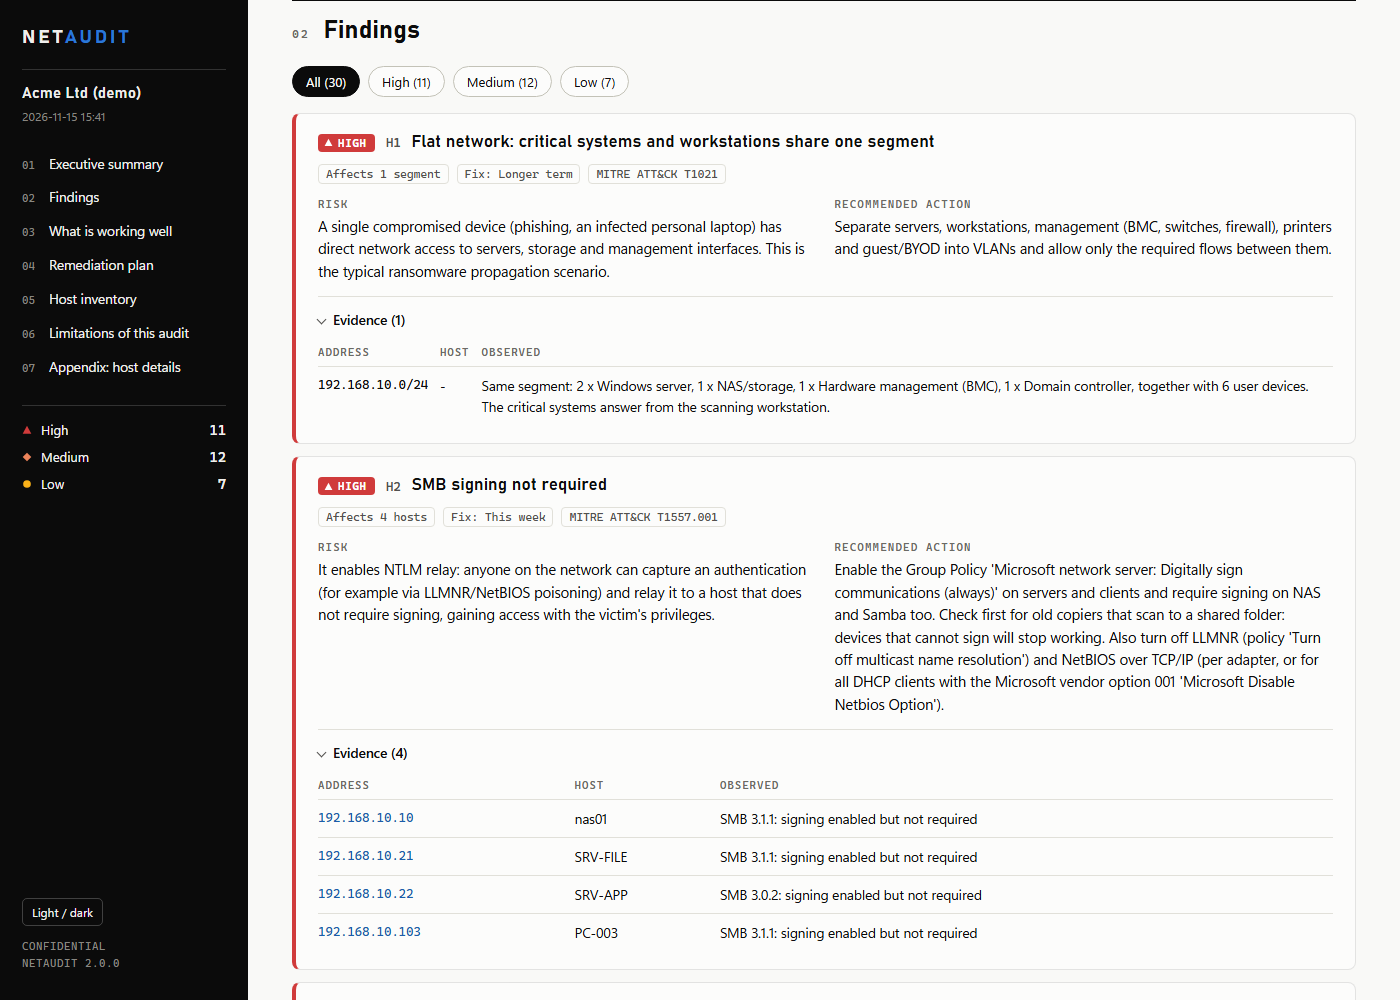 NETAUDIT
Acme Ltd (demo)
2026-11-15 15:41
01 Executive summary
02 Findings
03 What is working well
04 Remediation plan
05 Host inventory
06 Limitations of this audit
07 Appendix: host details
High 11
Medium 12
Low 7
Light / dark
CONFIDENTIAL
NETAUDIT 2.0.0
02 Findings
All (30) High (11) Medium (12) Low (7)
HIGH H1 Flat network: critical systems and workstations share one segment
Affects 1 segment Fix: Longer term MITRE ATT&CK T1021
RISK
A single compromised device (phishing, an infected personal laptop) has
direct network access to servers, storage and management interfaces. This is
the typical ransomware propagation scenario.
RECOMMENDED ACTION
Separate servers, workstations, management (BMC, switches, firewall), printers
and guest/BYOD into VLANs and allow only the required flows between them.
Evidence (1)
ADDRESS HOST OBSERVED
192.168.10.0/24 - Same segment: 2 x Windows server, 1 x NAS/storage, 1 x Hardware management (BMC), 1 x Domain controller, together with 6 user devices.
The critical systems answer from the scanning workstation.
HIGH H2 SMB signing not required
Affects 4 hosts Fix: This week MITRE ATT&CK T1557.001
RISK
It enables NTLM relay: anyone on the network can capture an authentication
(for example via LLMNR/NetBIOS poisoning) and relay it to a host that does
not require signing, gaining access with the victim's privileges.
RECOMMENDED ACTION
Enable the Group Policy 'Microsoft network server: Digitally sign
communications (always)' on servers and clients and require signing on NAS
and Samba too. Check first for old copiers that scan to a shared folder:
devices that cannot sign will stop working. Also turn off LLMNR (policy 'Turn
off multicast name resolution') and NetBIOS over TCP/IP (per adapter, or for
all DHCP clients with the Microsoft vendor option 001 'Microsoft Disable
Netbios Option').
Evidence (4)
ADDRESS HOST OBSERVED
192.168.10.10 nas01 SMB 3.1.1: signing enabled but not required
192.168.10.21 SRV-FILE SMB 3.1.1: signing enabled but not required
192.168.10.22 SRV-APP SMB 3.0.2: signing enabled but not required
192.168.10.103 PC-003 SMB 3.1.1: signing enabled but not required